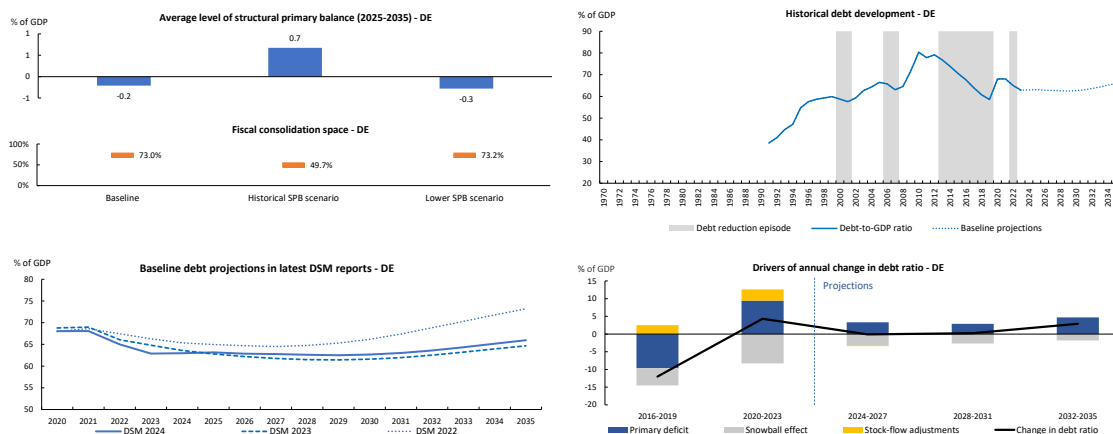 Average level of structural primary balance (2025-2035) - DE
% of GDP
1
1
0
-1
-0.2
0.7
-0.3
Fiscal consolidation space - DE
100%
50%
0%
73.0%
49.7%
73.2%
Baseline
Historical SPB scenario
Lower SPB scenario
Historical debt development - DE
% of GDP
90
80
70
60
50
40
30
20
1970 1972 1974 1976 1978 1980 1982 1984 1986 1988 1990 1992 1994 1996 1998 2000 2002 2004 2006 2008 2010 2012 2014 2016 2018 2020 2022 2024 2026 2028 2030 2032 2034
Debt reduction episode
Debt-to-GDP ratio
Baseline projections
Baseline debt projections in latest DSM reports - DE
% of GDP
80
75
70
65
60
55
50
2020 2021 2022 2023 2024 2025 2026 2027 2028 2029 2030 2031 2032 2033 2034 2035
DSM 2024
DSM 2023
DSM 2022
Drivers of annual change in debt ratio - DE
% of GDP
Projections
15
10
5
0
-5
-10
-15
-20
2016-2019
2020-2023
2024-2027
2028-2031
2032-2035
Primary deficit
Snowball effect
Stock-flow adjustments
Change in debt ratio